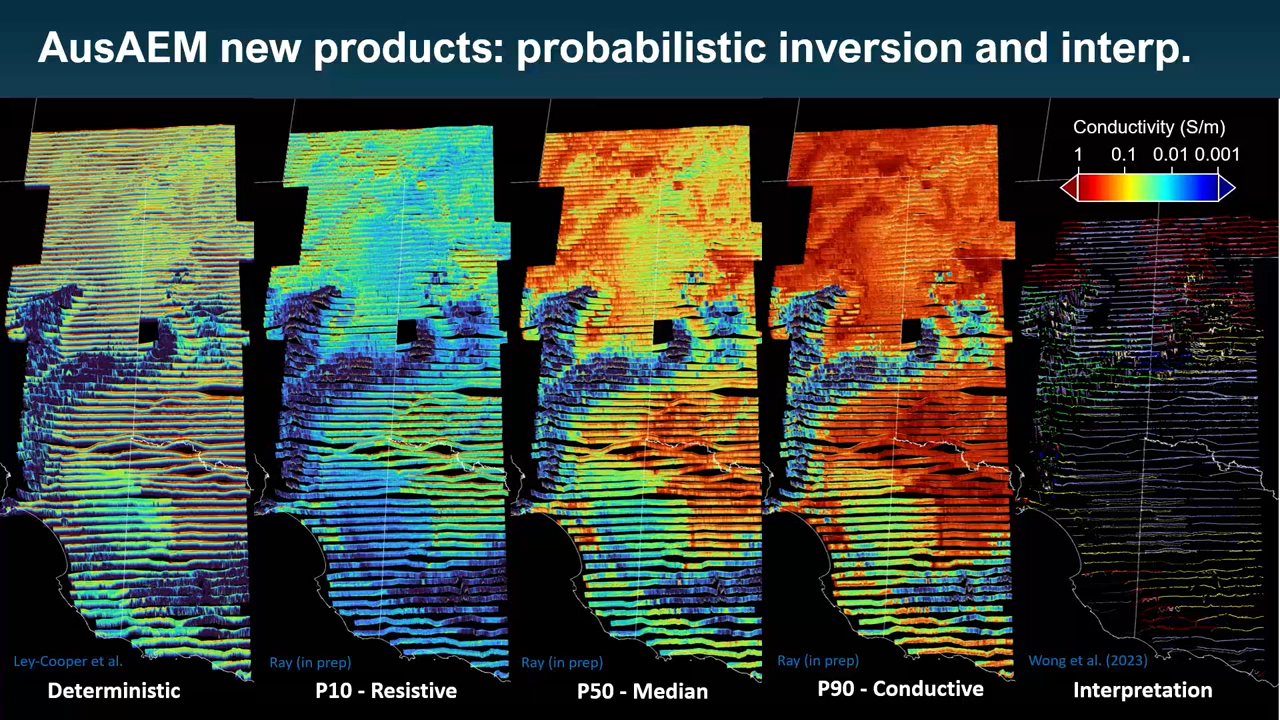 AusAEM new products: probabilistic inversion and interp.
Conductivity (S/m)
1 0.1 0.01 0.001
Ley-Cooper et al.
Ray (in prep)
Ray (in prep)
Ray (in prep)
Wong et al. (2023)
Deterministic
P10 - Resistive
P50 - Median
P90 - Conductive
Interpretation